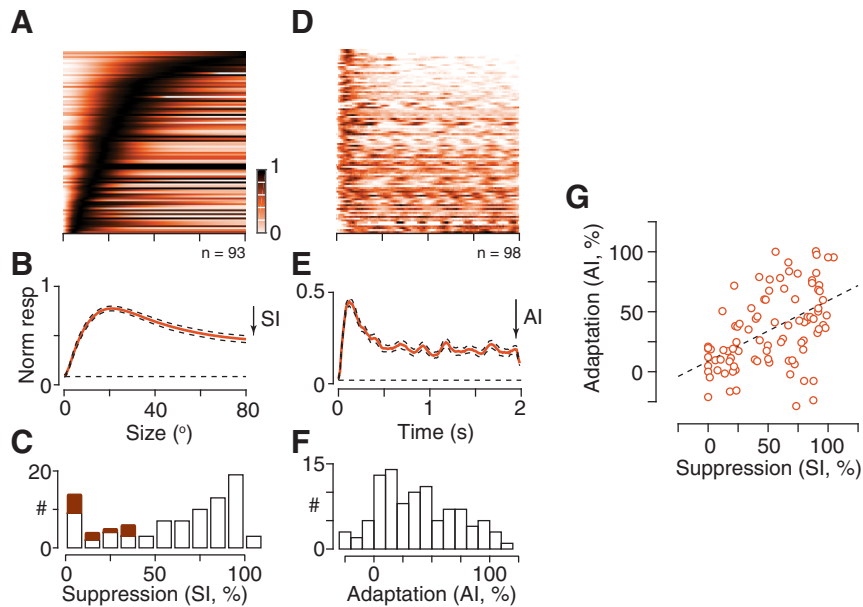 A
1
0
n = 93
B
Norm resp
1
0
SI
0
40
80
Size (º)
C
#
20
0
0
50
100
Suppression (SI, %)
D
n = 98
E
0.5
0
AI
0
1
2
Time (s)
F
#
15
0
0
100
Adaptation (AI, %)
G
Adaptation (AI, %)
100
50
0
0
50
100
Suppression (SI, %)